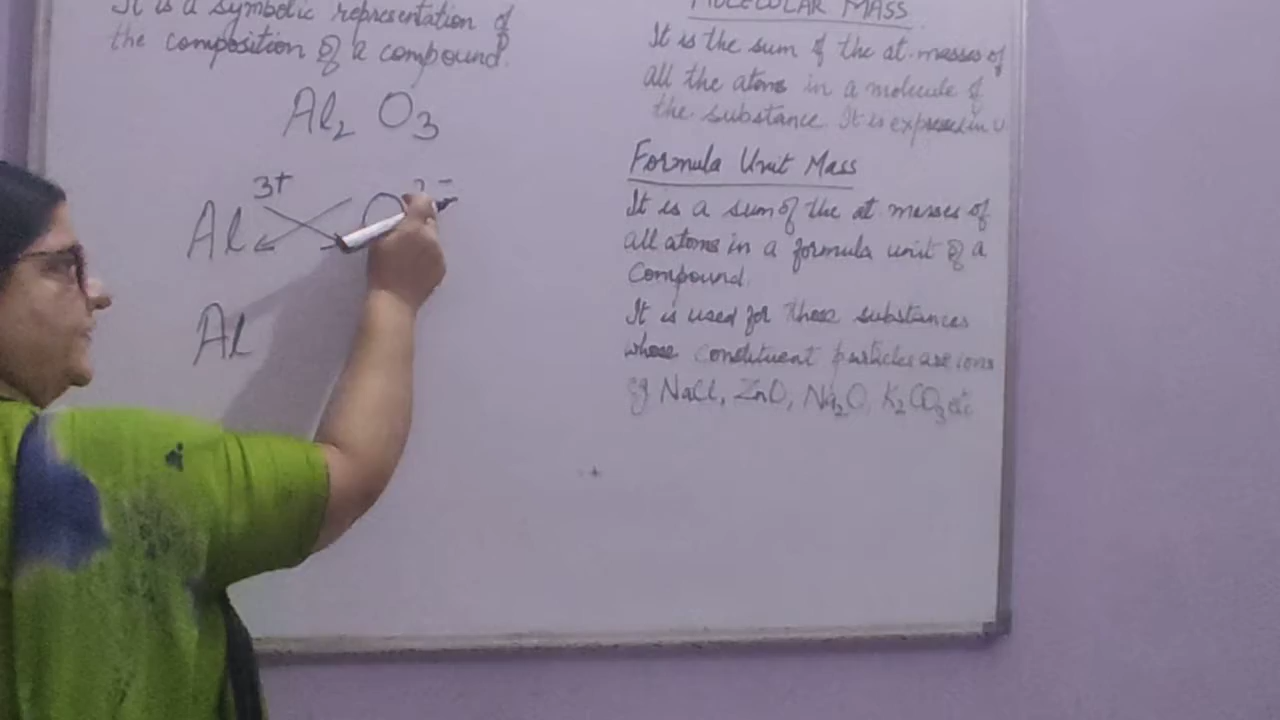 It is a symbolic representation of
the composition of a compound.
Al₂ O₃
Al 3+ O 2-
Al
MOLECULAR MASS
It is the sum of the at. masses of
all the atoms in a molecule of
the substance. It is expressed in u
Formula Unit Mass
It is a sum of the at masses of
all atoms in a formula unit of a
Compound.
It is used for those substances
whose constituent particles are ions
eg NaCl, ZnO, Na₂O, K₂CO₃ etc